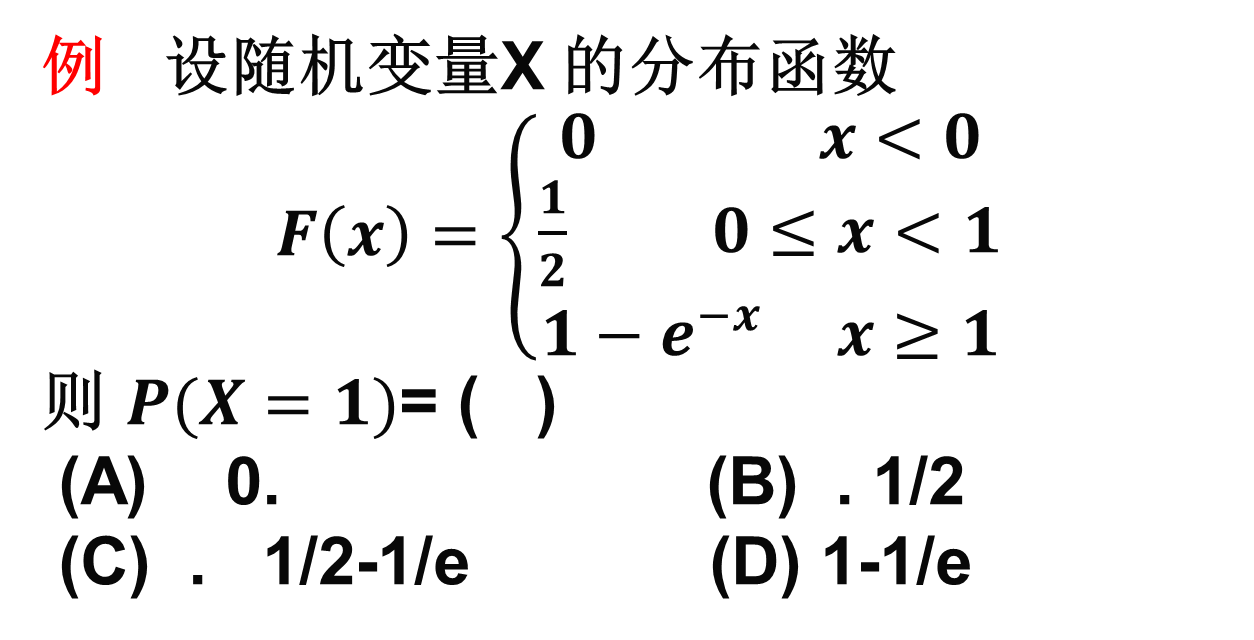 例 设随机变量X 的分布函数
F(x) = { 0 x < 0
1/2 0 ≤ x < 1
1 − e^{−x} x ≥ 1
则 P(X = 1)= ( )
(A) 0. (B) . 1/2
(C) . 1/2-1/e (D) 1-1/e